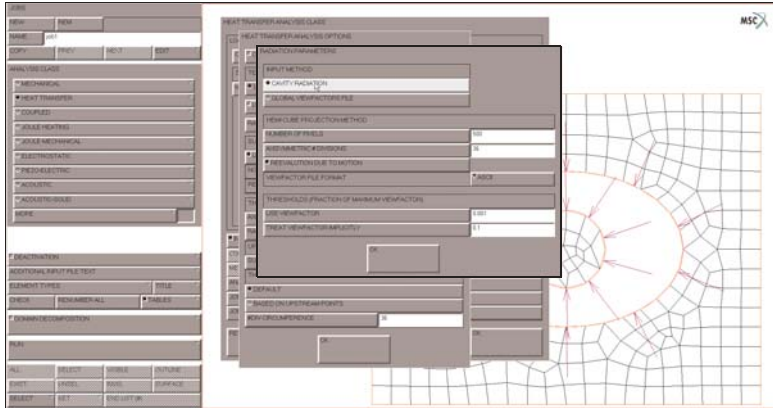 JOBS
NEW REM
NAME job1
COPY PREV NEXT EDIT
ANALYSIS CLASS
MECHANICAL
HEAT TRANSFER
COUPLED
JOULE HEATING
JOULE-MECHANICAL
ELECTROSTATIC
PIEZO-ELECTRIC
ACOUSTIC
ACOUSTIC-SOLID
MORE
DEACTIVATION
ADDITIONAL INPUT FILE TEXT
ELEMENT TYPES TITLE
CHECK RENUMBER ALL TABLES
DOMAIN DECOMPOSITION
RUN
ALL SELECT VISIBLE OUTLINE
EXIST UNSEL INVIS SURFACE
SELECT SET END LIST (#)
HEAT TRANSFER ANALYSIS CLASS
HEAT TRANSFER ANALYSIS OPTIONS
RADIATION PARAMETERS
INPUT METHOD
CAVITY RADIATION
GLOBAL VIEWFACTORS FILE
HEMI-CUBE PROJECTION METHOD
NUMBER OF PIXELS 500
AXISYMMETRIC # DIVISIONS 36
REEVALUTION DUE TO MOTION
VIEWFACTOR FILE FORMAT ASCII
THRESHOLDS (FRACTION OF MAXIMUM VIEWFACTOR)
USE VIEWFACTOR 0.001
TREAT VIEWFACTOR IMPLICITLY 0.1
OK
DEFAULT
BASED ON UPSTREAM POINTS
#DIV CIRCUMFERENCE 36
OK
OK
MSC